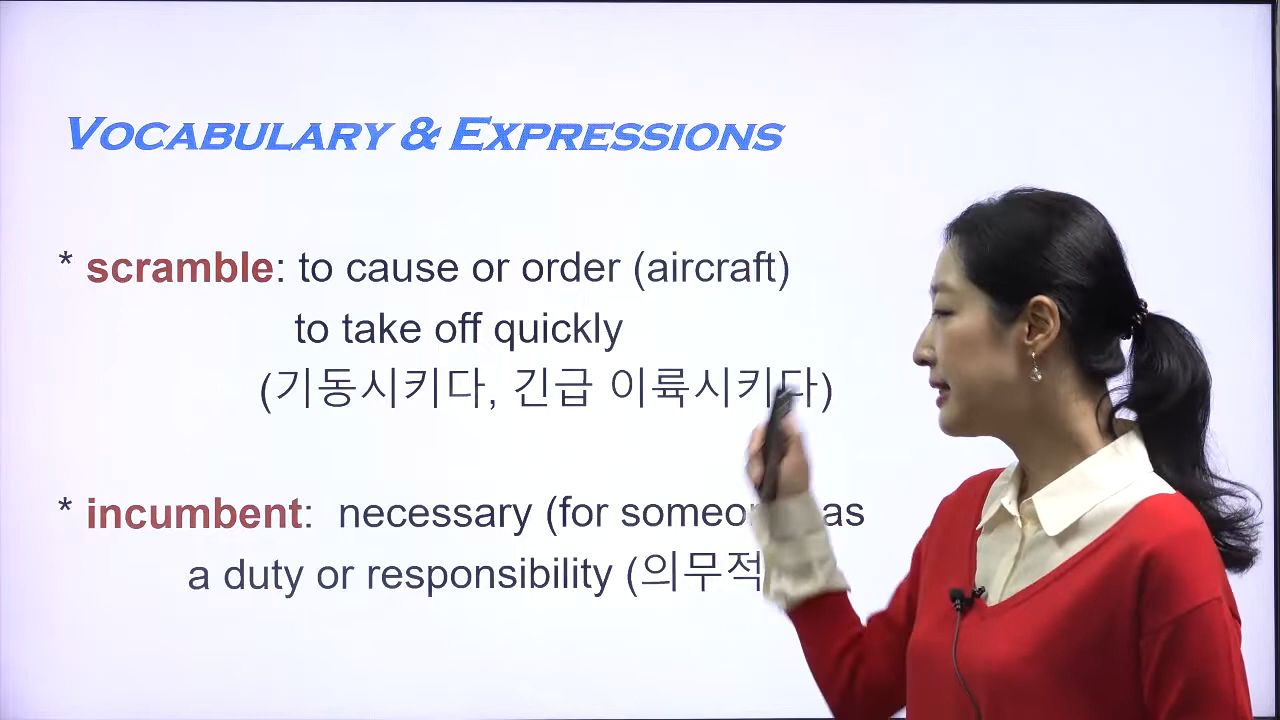 VOCABULARY & EXPRESSIONS
* scramble: to cause or order (aircraft)
to take off quickly
(기동시키다, 긴급 이륙시키다)
* incumbent: necessary (for as
a duty or responsibility (의무적